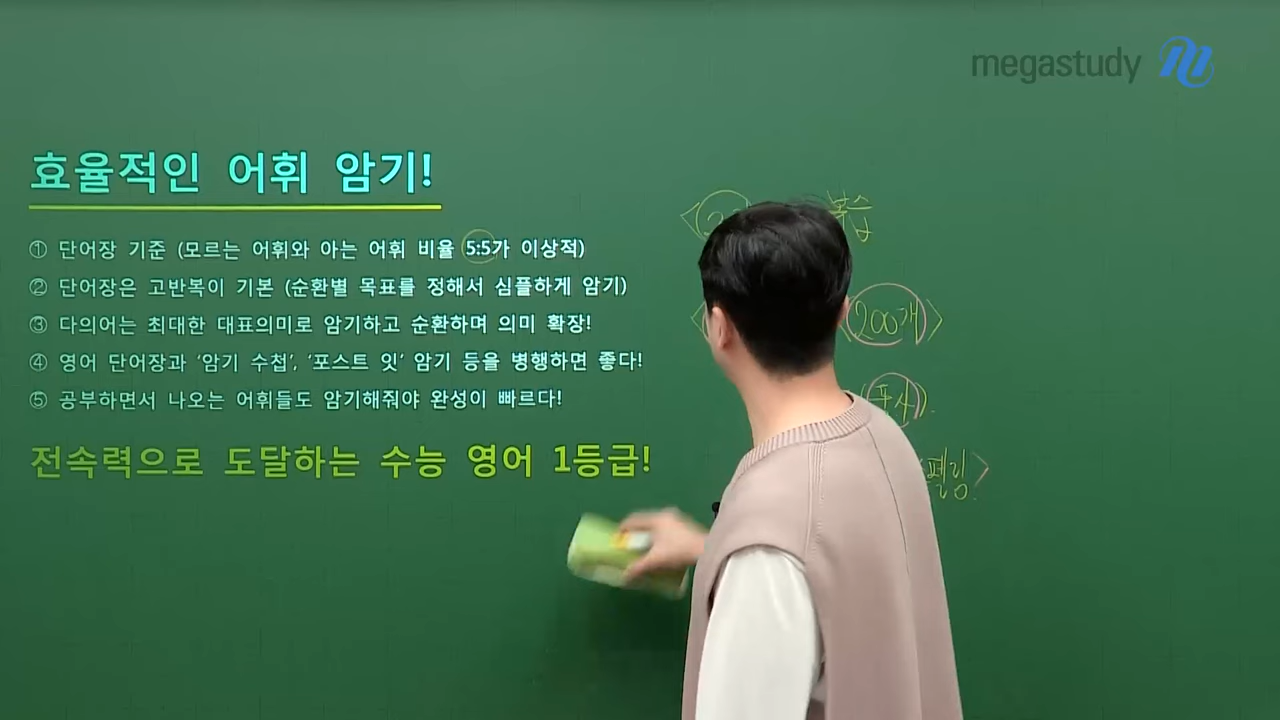 megastudy
효율적인 어휘 암기!
① 단어장 기준 (모르는 어휘와 아는 어휘 비율 5:5가 이상적)
② 단어장은 고반복이 기본 (순환별 목표를 정해서 심플하게 암기)
③ 다의어는 최대한 대표의미로 암기하고 순환하며 의미 확장!
④ 영어 단어장과 ‘암기 수첩’, ‘포스트 잇’ 암기 등을 병행하면 좋다!
⑤ 공부하면서 나오는 어휘들도 암기해줘야 완성이 빠르다!
전속력으로 도달하는 수능 영어 1등급!
복습
200개
품사